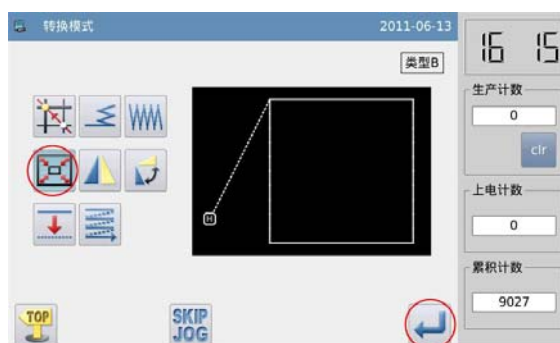 转换模式 2011-06-13
16 15
类型B
生产计数
0
clr
上电计数
0
累积计数
9027
H
TOP
SKIP
JOG